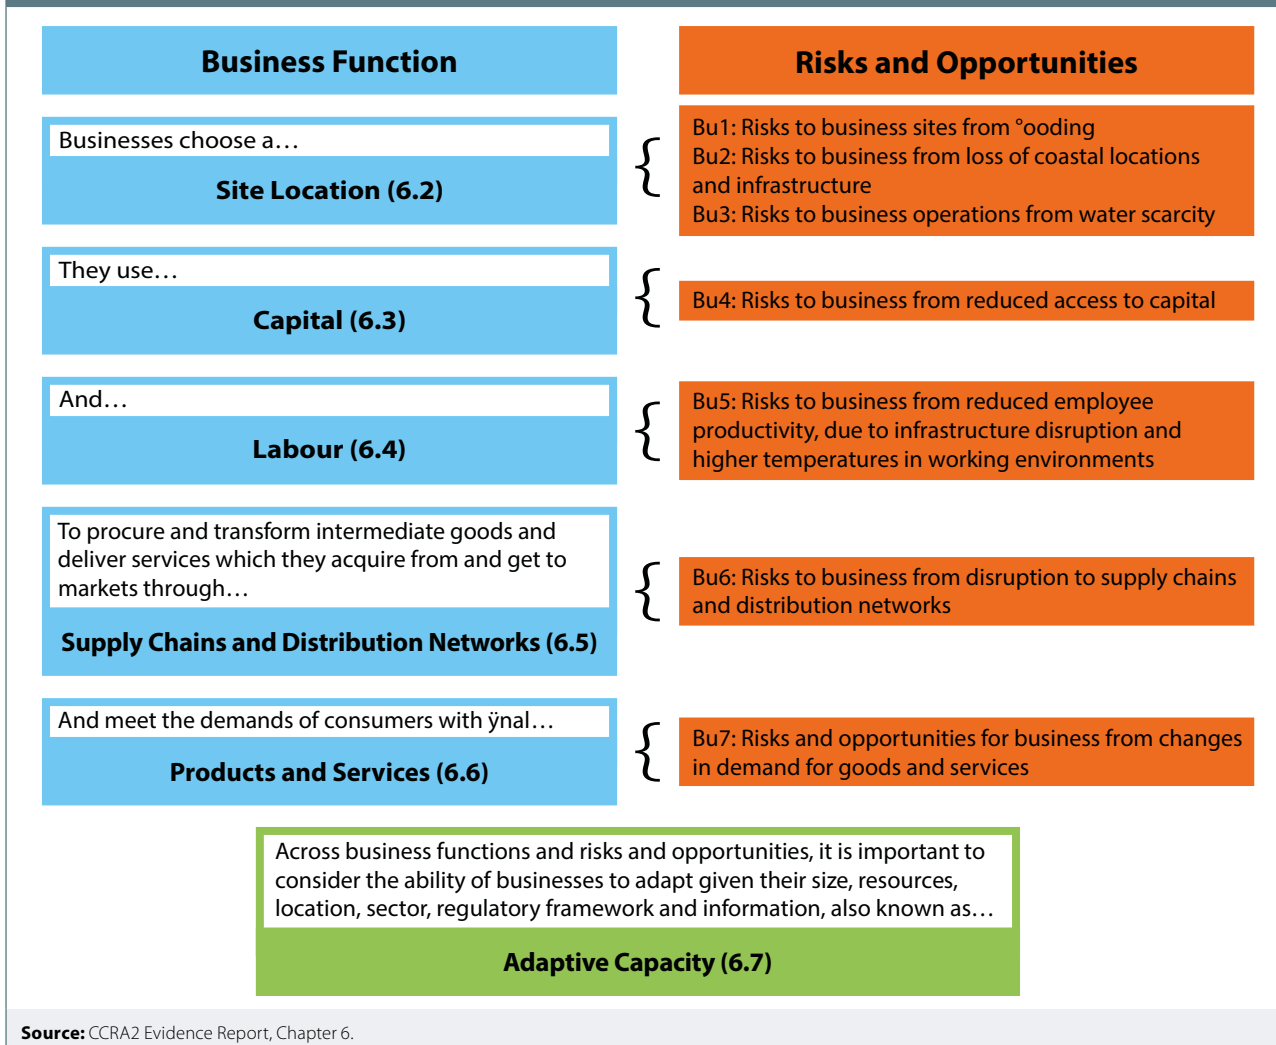 Business Function
Risks and Opportunities
Businesses choose a…
Site Location (6.2)
{
Bu1: Risks to business sites from °ooding
Bu2: Risks to business from loss of coastal locations
and infrastructure
Bu3: Risks to business operations from water scarcity
They use…
Capital (6.3)
{
Bu4: Risks to business from reduced access to capital
And…
Labour (6.4)
{
Bu5: Risks to business from reduced employee
productivity, due to infrastructure disruption and
higher temperatures in working environments
To procure and transform intermediate goods and
deliver services which they acquire from and get to
markets through…
Supply Chains and Distribution Networks (6.5)
{
Bu6: Risks to business from disruption to supply chains
and distribution networks
And meet the demands of consumers with ÿnal…
Products and Services (6.6)
{
Bu7: Risks and opportunities for business from changes
in demand for goods and services
Across business functions and risks and opportunities, it is important to
consider the ability of businesses to adapt given their size, resources,
location, sector, regulatory framework and information, also known as…
Adaptive Capacity (6.7)
Source: CCRA2 Evidence Report, Chapter 6.